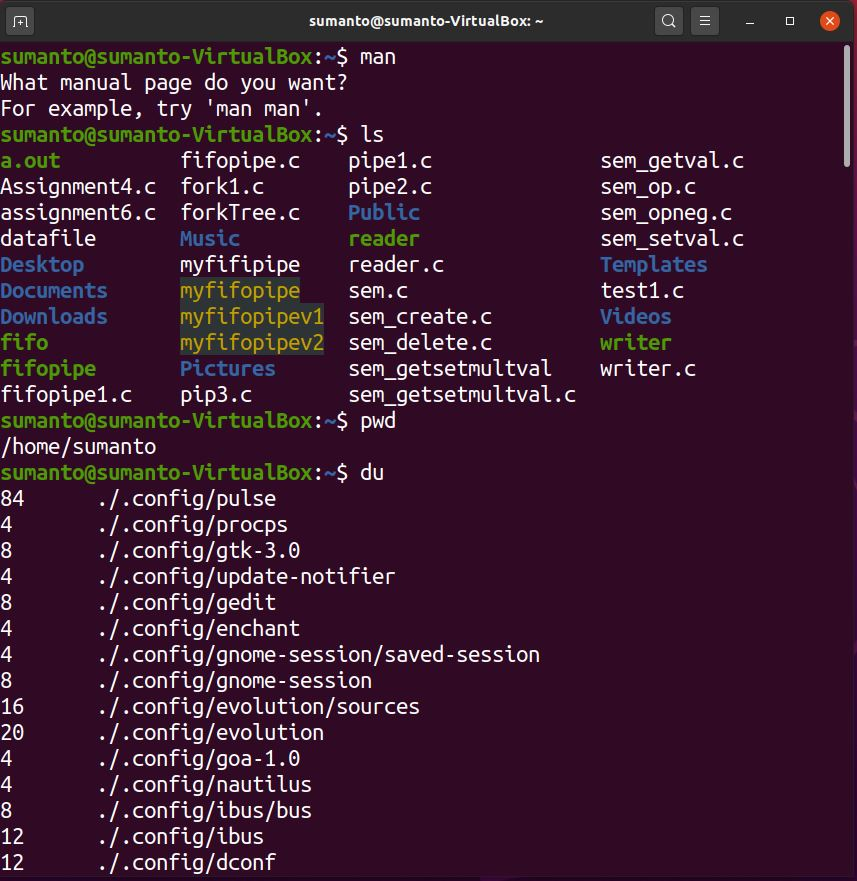 sumanto@sumanto-VirtualBox: ~
sumanto@sumanto-VirtualBox:~$ man
What manual page do you want?
For example, try 'man man'.
sumanto@sumanto-VirtualBox:~$ ls
a.out fifopipe.c pipe1.c sem_getval.c
Assignment4.c fork1.c pipe2.c sem_op.c
assignment6.c forkTree.c Public sem_opneg.c
datafile Music reader sem_setval.c
Desktop myfifipipe reader.c Templates
Documents myfifopipe sem.c test1.c
Downloads myfifopipev1 sem_create.c Videos
fifo myfifopipev2 sem_delete.c writer
fifopipe Pictures sem_getsetmultval writer.c
fifopipe1.c pip3.c sem_getsetmultval.c
sumanto@sumanto-VirtualBox:~$ pwd
/home/sumanto
sumanto@sumanto-VirtualBox:~$ du
84 ./.config/pulse
4 ./.config/procps
8 ./.config/gtk-3.0
4 ./.config/update-notifier
8 ./.config/gedit
4 ./.config/enchant
4 ./.config/gnome-session/saved-session
8 ./.config/gnome-session
16 ./.config/evolution/sources
20 ./.config/evolution
4 ./.config/goa-1.0
4 ./.config/nautilus
8 ./.config/ibus/bus
12 ./.config/ibus
12 ./.config/dconf